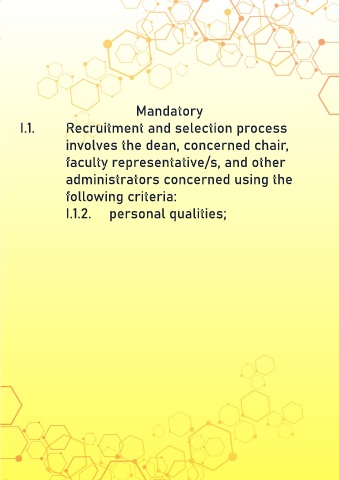 Mandatory
I.1. Recruitment and selection process
involves the dean, concerned chair,
faculty representative/s, and other
administrators concerned using the
following criteria:
I.1.2. personal qualities;